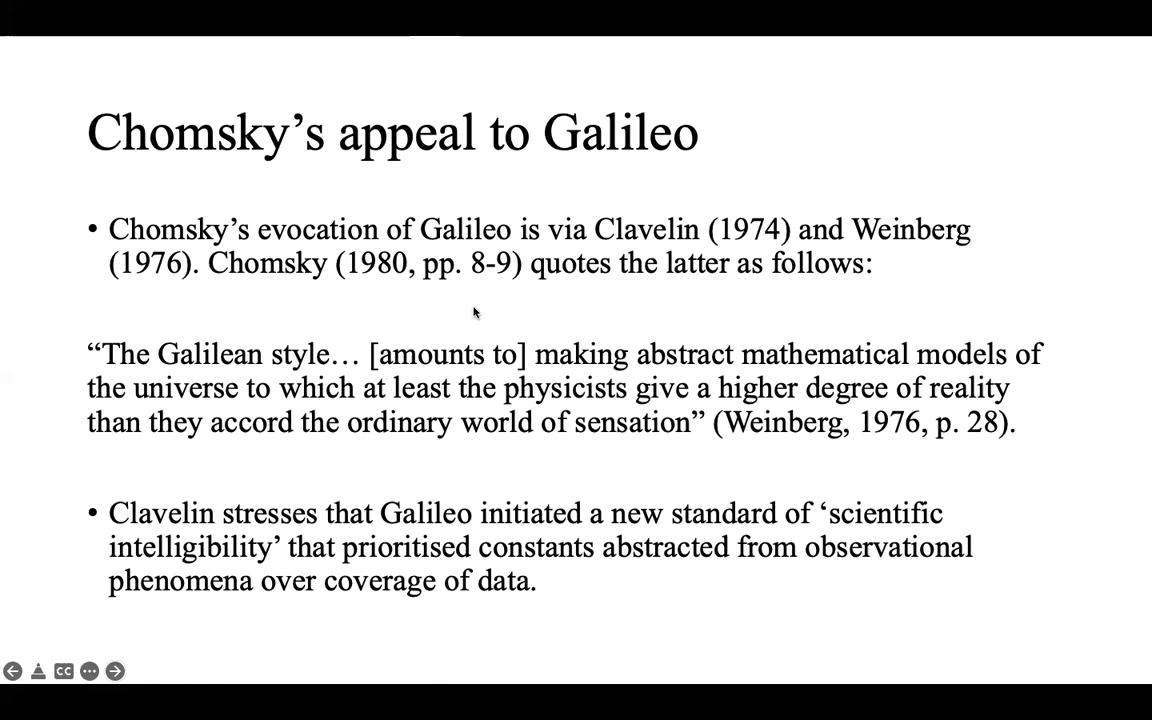 Chomsky’s appeal to Galileo
• Chomsky’s evocation of Galileo is via Clavelin (1974) and Weinberg
(1976). Chomsky (1980, pp. 8-9) quotes the latter as follows:
“The Galilean style… [amounts to] making abstract mathematical models of
the universe to which at least the physicists give a higher degree of reality
than they accord the ordinary world of sensation” (Weinberg, 1976, p. 28).
• Clavelin stresses that Galileo initiated a new standard of ‘scientific
intelligibility’ that prioritised constants abstracted from observational
phenomena over coverage of data.
CC